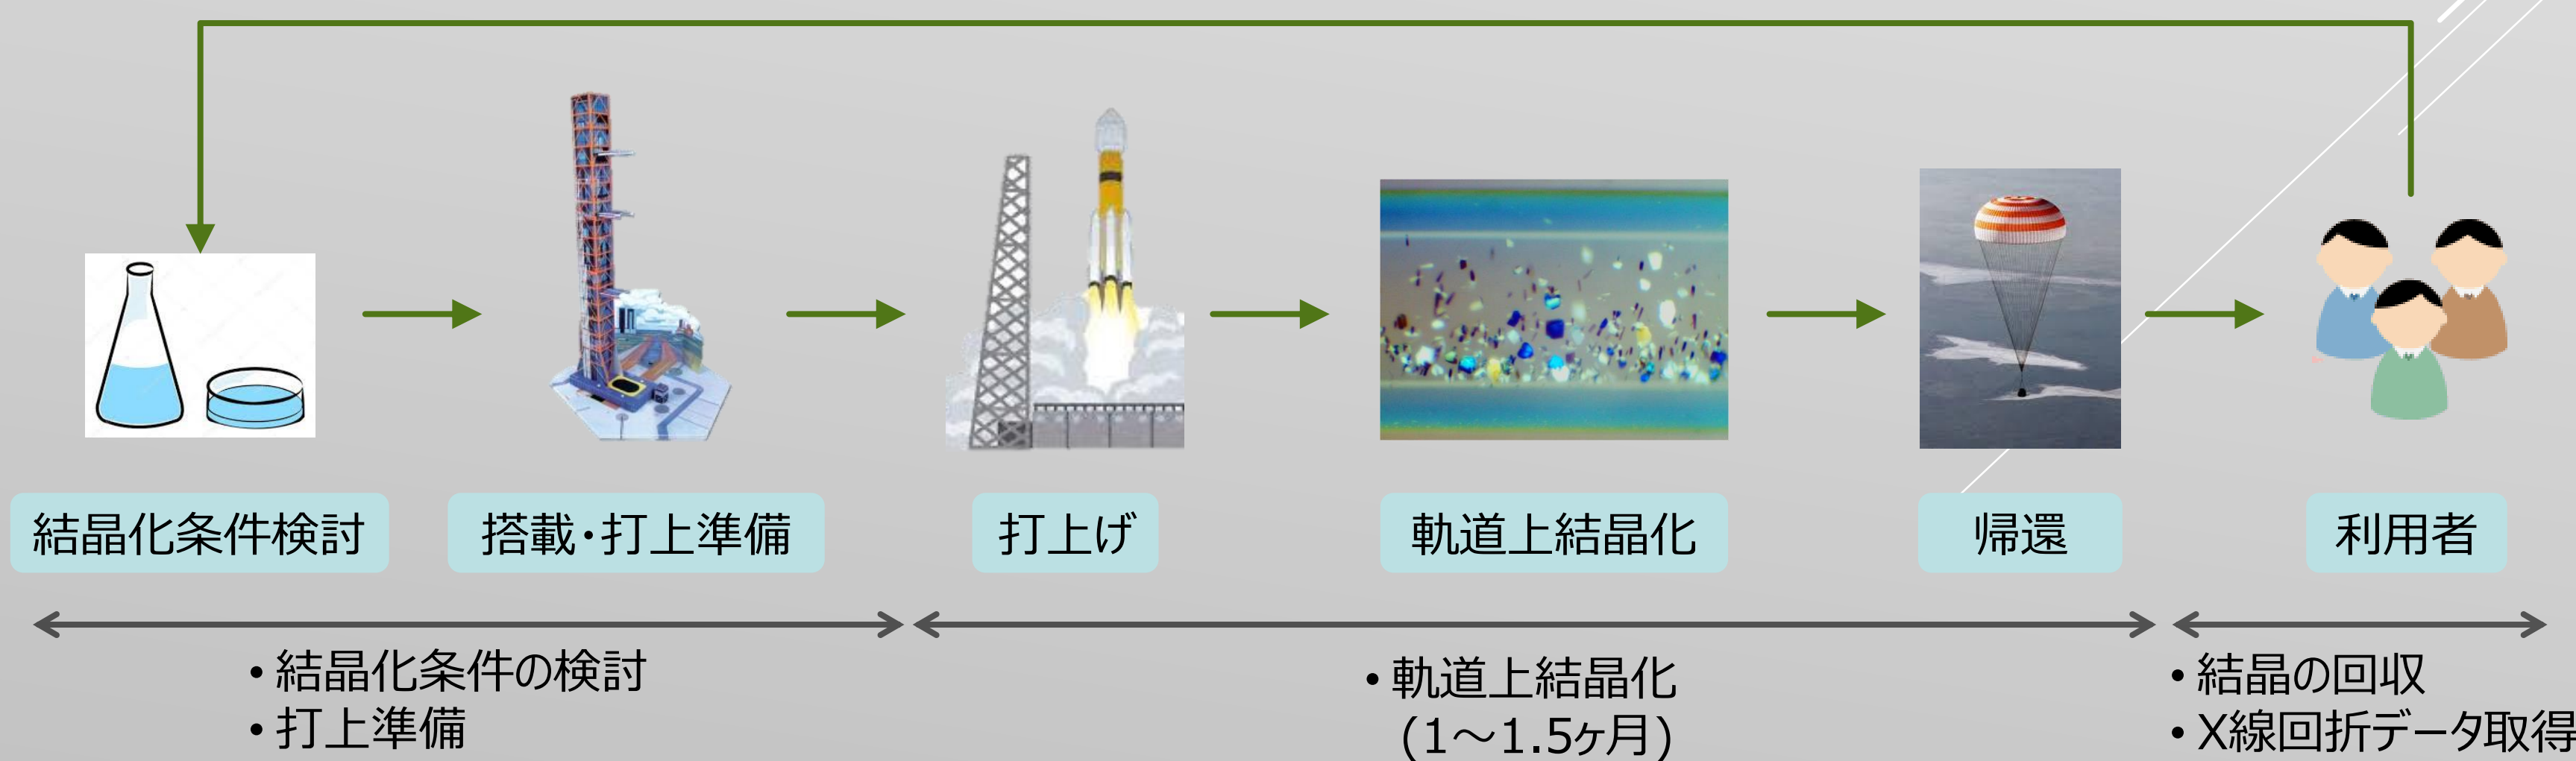 結晶化条件検討
搭載・打上準備
打上げ
軌道上結晶化
帰還
利用者
• 結晶化条件の検討
• 打上準備
• 軌道上結晶化
(1～1.5ヶ月)
• 結晶の回収
• X線回折データ取得